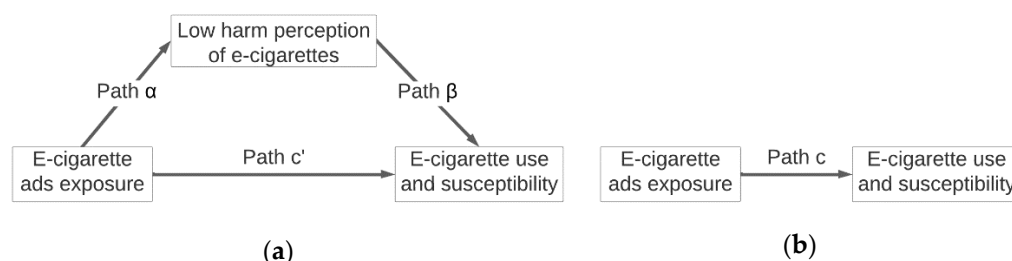 Low harm perception
of e-cigarettes
Path α
Path β
E-cigarette
ads exposure
Path c'
E-cigarette use
and susceptibility
(a)
E-cigarette
ads exposure
Path c
E-cigarette use
and susceptibility
(b)